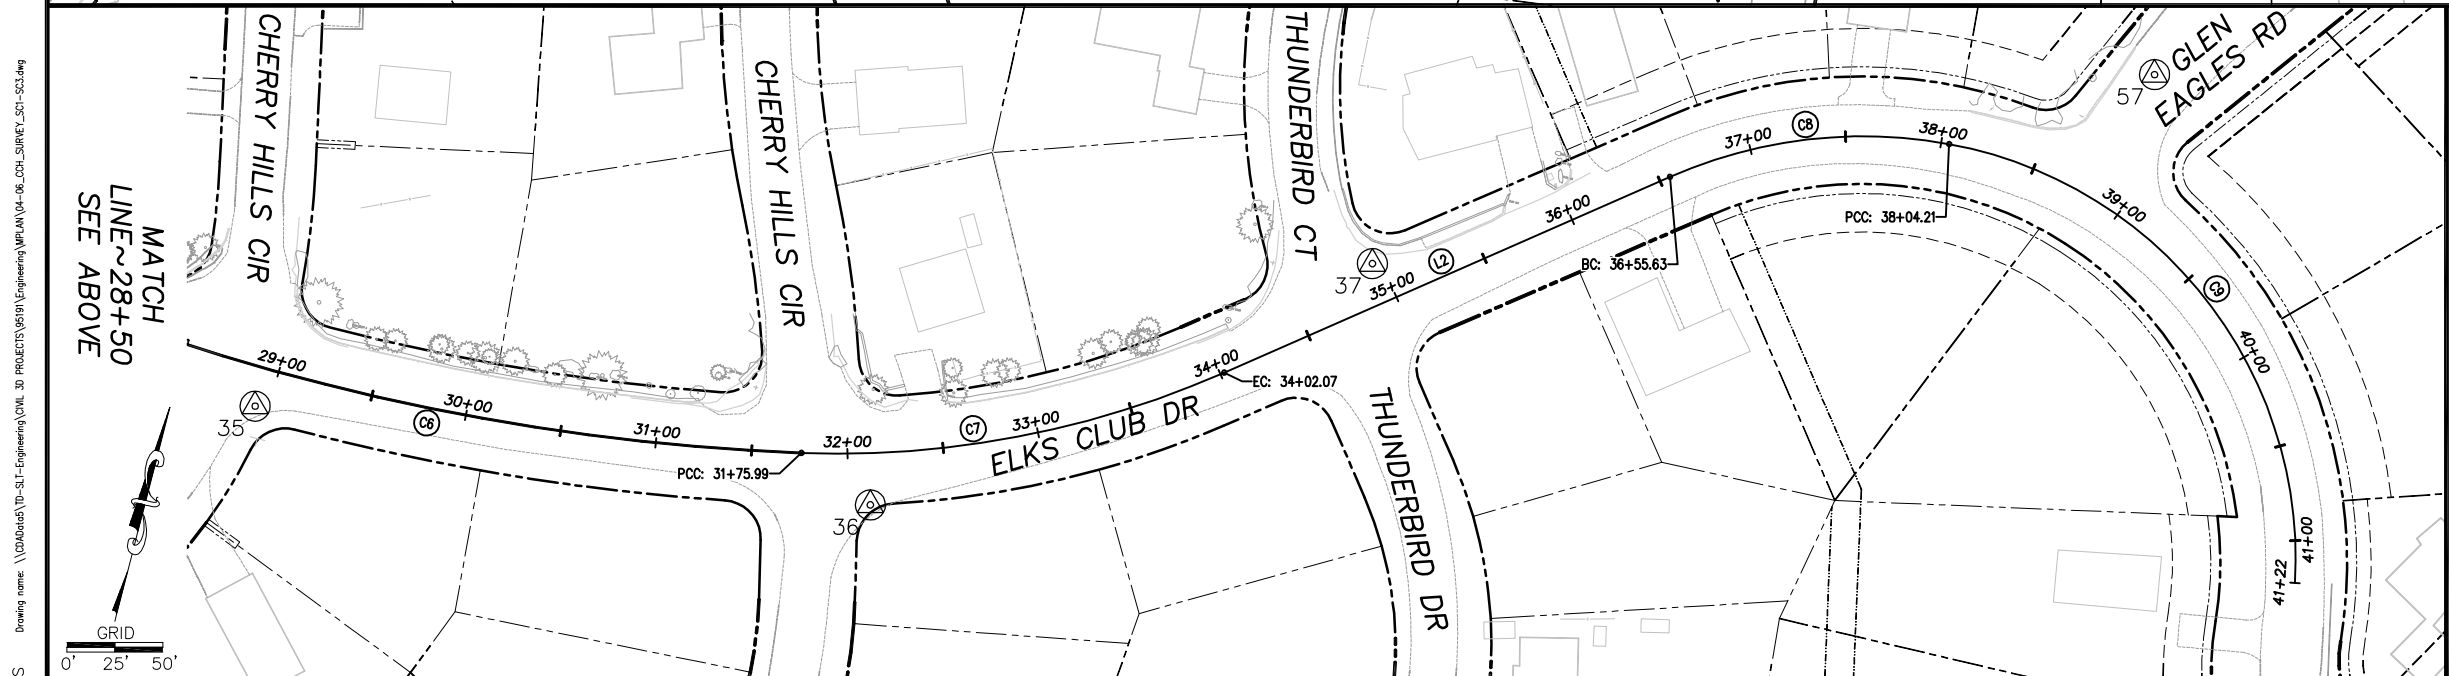 Drawing name: \\CDAData5\TD-SLT-Engineering\CIVIL 3D PROJECTS\95191\Engineering\MPLAN\04-06_CCH_SURVEY_SC1-SC3.dwg
S
MATCH
LINE~28+50
SEE ABOVE
GRID
0' 25' 50'
CHERRY HILLS CIR
CHERRY HILLS CIR
THUNDERBIRD CT
GLEN
EAGLES RD
57
29+00
35
C6
30+00
31+00
PCC: 31+75.99
32+00
36
C7
33+00
ELKS CLUB DR
34+00
EC: 34+02.07
THUNDERBIRD DR
37
35+00
L2
36+00
BC: 36+55.63
37+00
C8
38+00
PCC: 38+04.21
39+00
C9
40+00
41+00
41+22